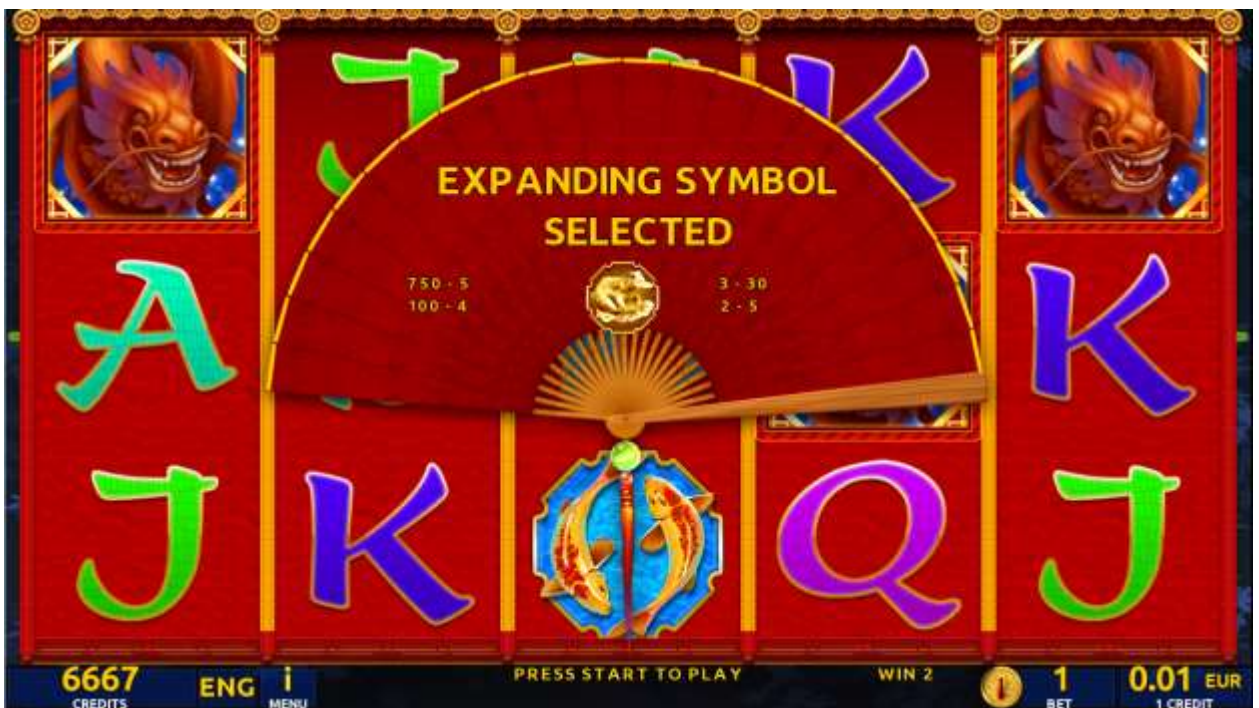 J
K
EXPANDING SYMBOL
SELECTED
750 - 5
3 - 30
100 - 4
2 - 5
A
K
J
K
Q
J
6667
CREDITS
ENG
i
MENU
PRESS START TO PLAY
WIN 2
1
BET
0.01 EUR
1 CREDIT